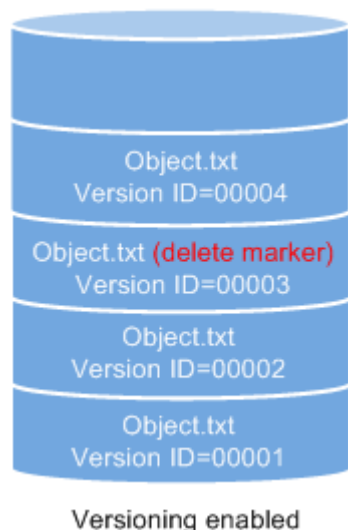 Object.txt
Version ID=00004
Object.txt (delete marker)
Version ID=00003
Object.txt
Version ID=00002
Object.txt
Version ID=00001
Versioning enabled